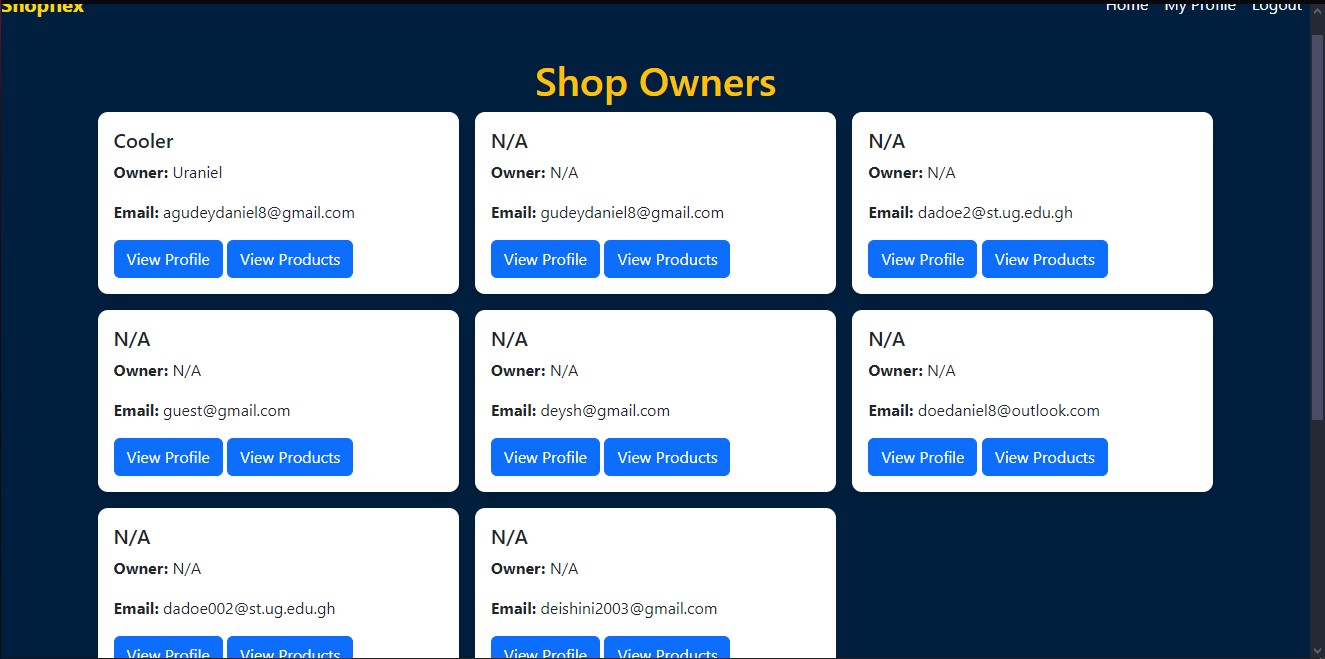 Shopnex
Home My Profile Logout
Shop Owners
Cooler
Owner: Uraniel
Email: agudeydaniel8@gmail.com
View Profile View Products
N/A
Owner: N/A
Email: gudeydaniel8@gmail.com
View Profile View Products
N/A
Owner: N/A
Email: dadoe2@st.ug.edu.gh
View Profile View Products
N/A
Owner: N/A
Email: guest@gmail.com
View Profile View Products
N/A
Owner: N/A
Email: deysh@gmail.com
View Profile View Products
N/A
Owner: N/A
Email: doedaniel8@outlook.com
View Profile View Products
N/A
Owner: N/A
Email: dadoe002@st.ug.edu.gh
View Profile View Products
N/A
Owner: N/A
Email: deishini2003@gmail.com
View Profile View Products